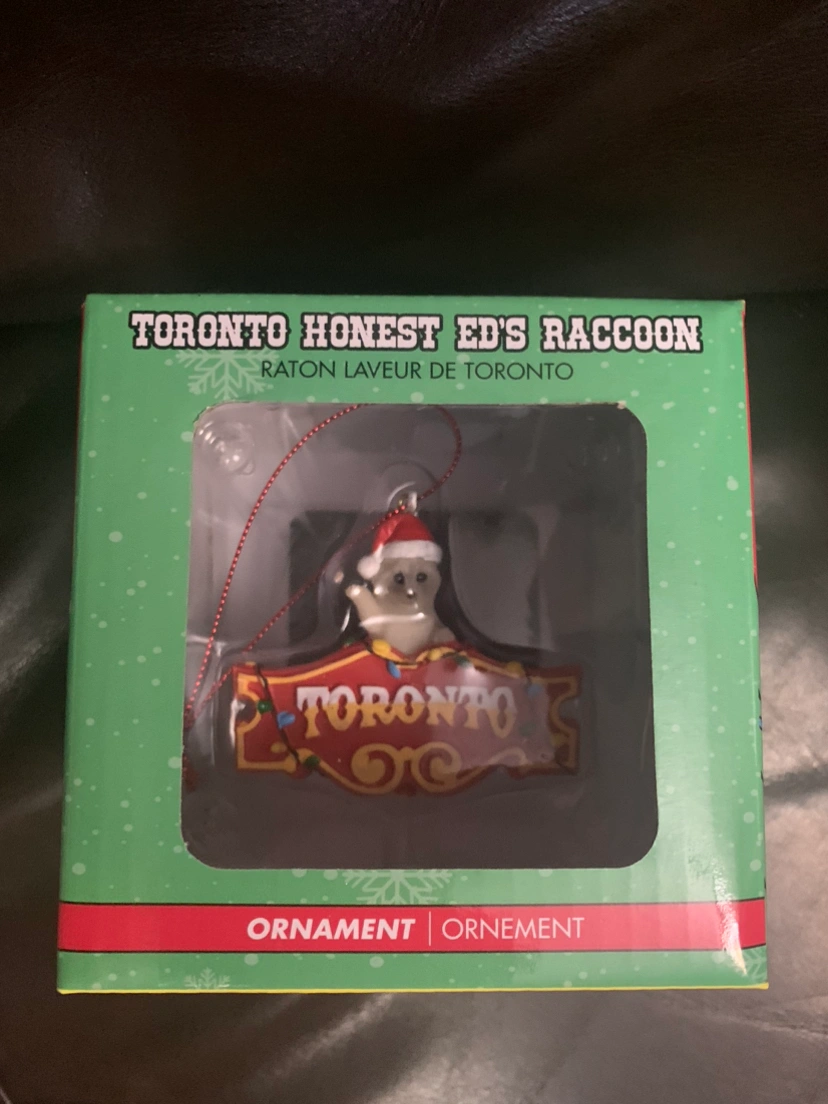 TORONTO HONEST ED'S RACCOON
RATON LAVEUR DE TORONTO
TORONTO
ORNAMENT | ORNEMENT